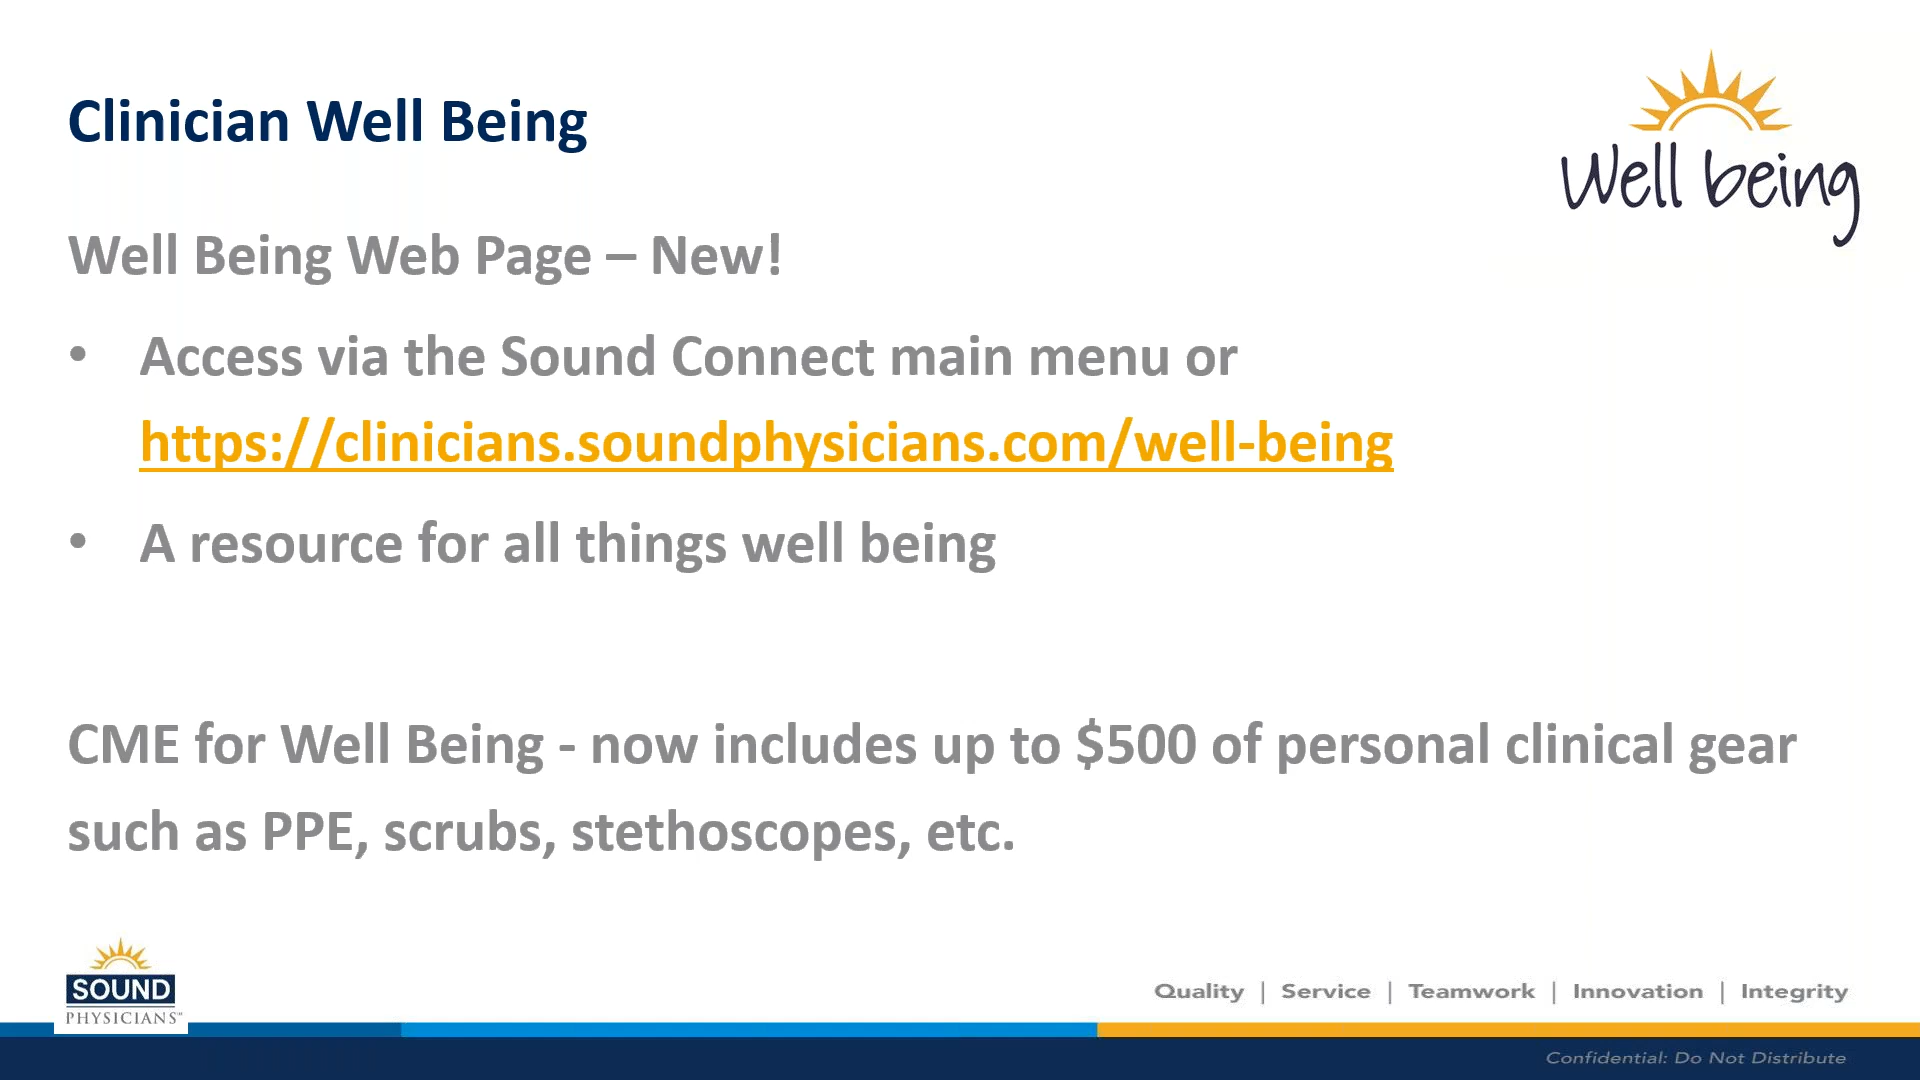 Clinician Well Being
Well being
Well Being Web Page – New!
• Access via the Sound Connect main menu or
https://clinicians.soundphysicians.com/well-being
• A resource for all things well being
CME for Well Being - now includes up to $500 of personal clinical gear
such as PPE, scrubs, stethoscopes, etc.
SOUND
PHYSICIANS
Quality | Service | Teamwork | Innovation | Integrity
Confidential: Do Not Distribute